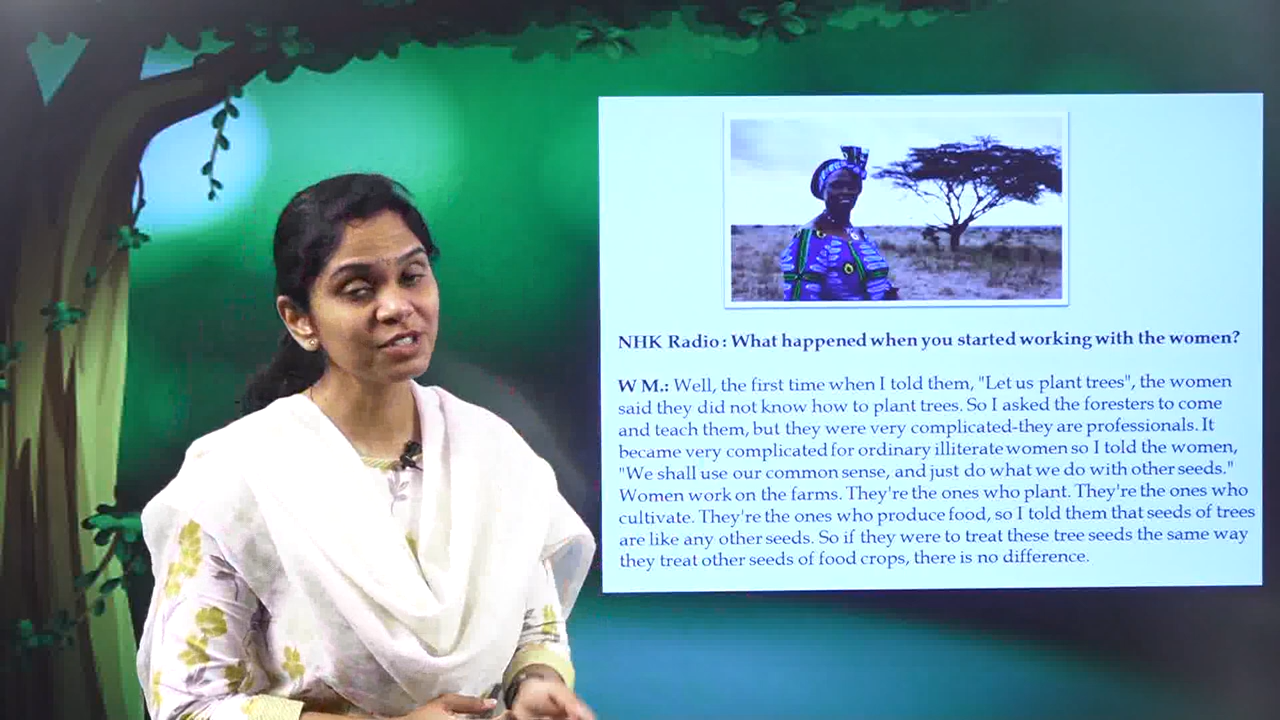 NHK Radio : What happened when you started working with the women?
W M.: Well, the first time when I told them, "Let us plant trees", the women
said they did not know how to plant trees. So I asked the foresters to come
and teach them, but they were very complicated-they are professionals. It
became very complicated for ordinary illiterate women so I told the women,
"We shall use our common sense, and just do what we do with other seeds."
Women work on the farms. They're the ones who plant. They're the ones who
cultivate. They're the ones who produce food, so I told them that seeds of trees
are like any other seeds. So if they were to treat these tree seeds the same way
they treat other seeds of food crops, there is no difference.